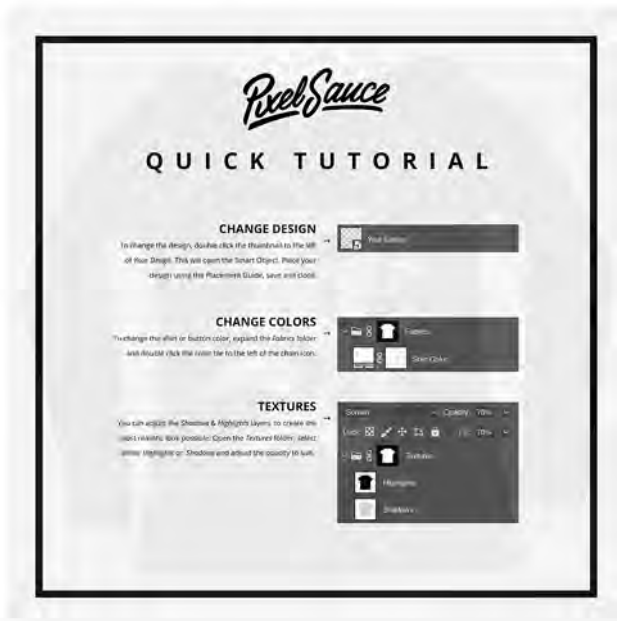 PixelSauce
QUICK TUTORIAL
CHANGE DESIGN
To change the design, double click the thumbnail to the left
of Your Design. This will open the Smart Object. Place your
design using the Placement Guide, save and close.
Your Design
CHANGE COLORS
To change the shirt or button color, expand the Fabrics folder
and double click the color tile to the left of the chain icon.
Fabrics
Shirt Color
TEXTURES
You can adjust the Shadows & Highlights layers, to create the
most realistic look possible. Open the Textures folder, select
either Highlights or Shadows and adjust the opacity to suit.
Screen
Opacity: 70%
Lock:
Fill: 70%
Textures
Highlights
Shadows